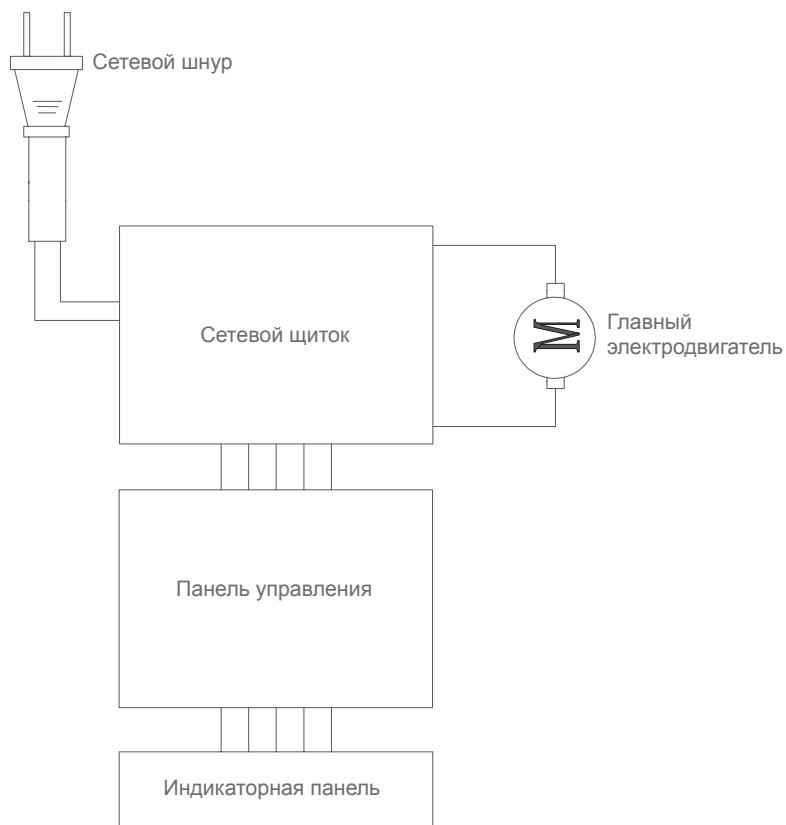 Сетевой шнур
Сетевой щиток
M
Главный
электродвигатель
Панель управления
Индикаторная панель